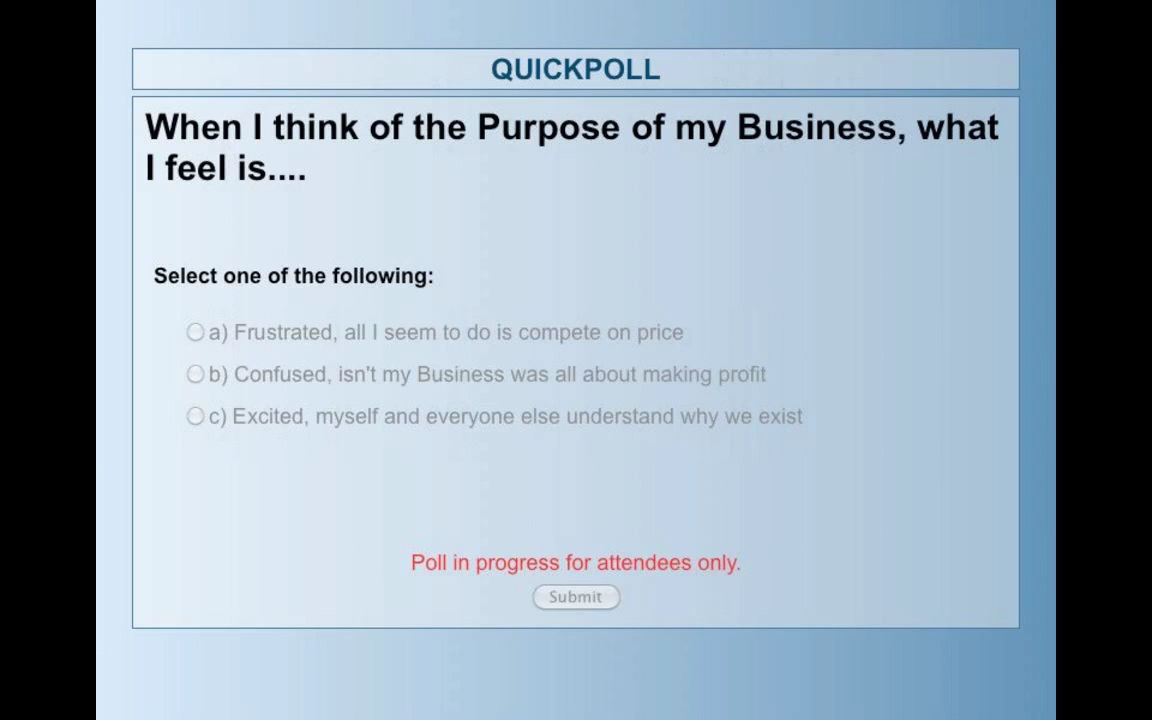 QUICKPOLL
When I think of the Purpose of my Business, what
I feel is....
Select one of the following:
a) Frustrated, all I seem to do is compete on price
b) Confused, isn't my Business was all about making profit
c) Excited, myself and everyone else understand why we exist
Poll in progress for attendees only.
Submit